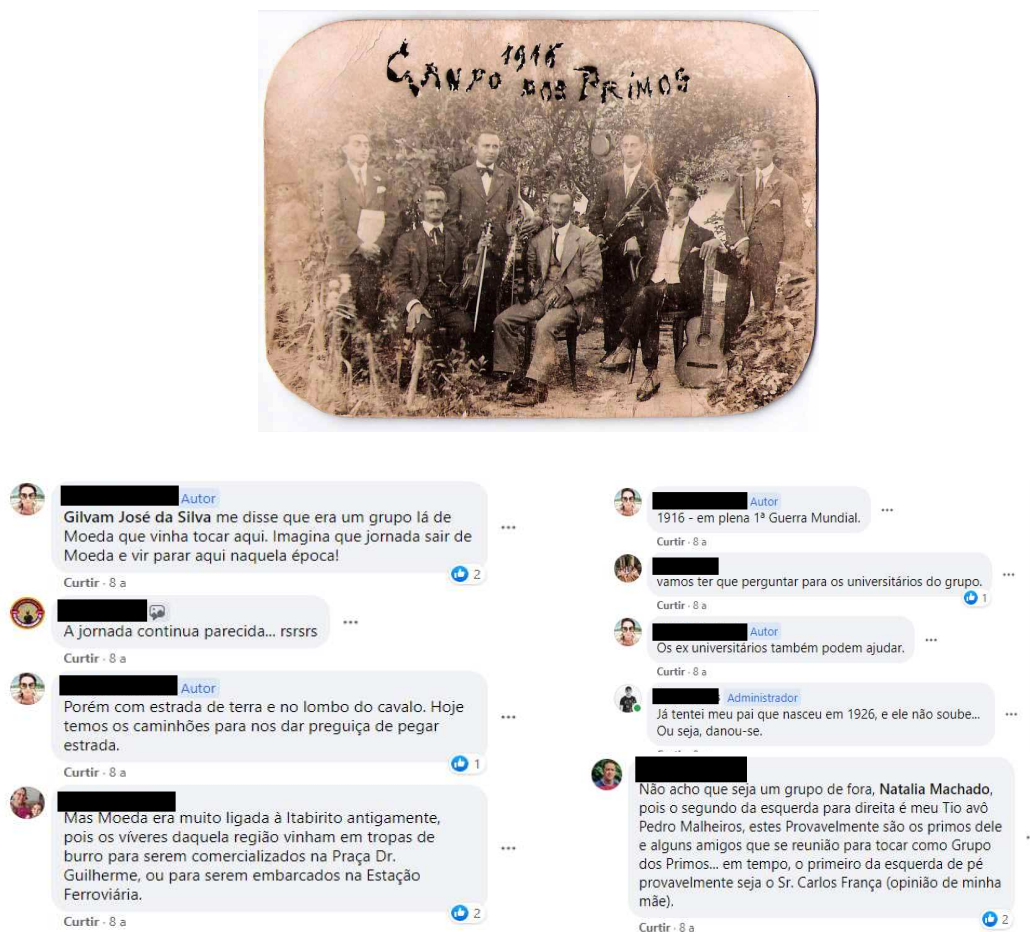 1916
GRUPO DOS PRIMOS
Autor
Gilvam José da Silva me disse que era um grupo lá de
Moeda que vinha tocar aqui. Imagina que jornada sair de
Moeda e vir parar aqui naquela época!
Curtir · 8 a
2
A jornada continua parecida... rsrsrs
Curtir · 8 a
Autor
Porém com estrada de terra e no lombo do cavalo. Hoje
temos os caminhões para nos dar preguiça de pegar
estrada.
Curtir · 8 a
1
Mas Moeda era muito ligada à Itabirito antigamente,
pois os víveres daquela região vinham em tropas de
burro para serem comercializados na Praça Dr.
Guilherme, ou para serem embarcados na Estação
Ferroviária.
Curtir · 8 a
2
Autor
1916 - em plena 1ª Guerra Mundial.
Curtir · 8 a
vamos ter que perguntar para os universitários do grupo.
Curtir · 8 a
1
Autor
Os ex universitários também podem ajudar.
Curtir · 8 a
Administrador
Já tentei meu pai que nasceu em 1926, e ele não soube...
Ou seja, danou-se.
Não acho que seja um grupo de fora, Natalia Machado,
pois o segundo da esquerda para direita é meu Tio avô
Pedro Malheiros, estes Provavelmente são os primos dele
e alguns amigos que se reunião para tocar como Grupo
dos Primos... em tempo, o primeiro da esquerda de pé
provavelmente seja o Sr. Carlos França (opinião de minha
mãe).
Curtir · 8 a
2